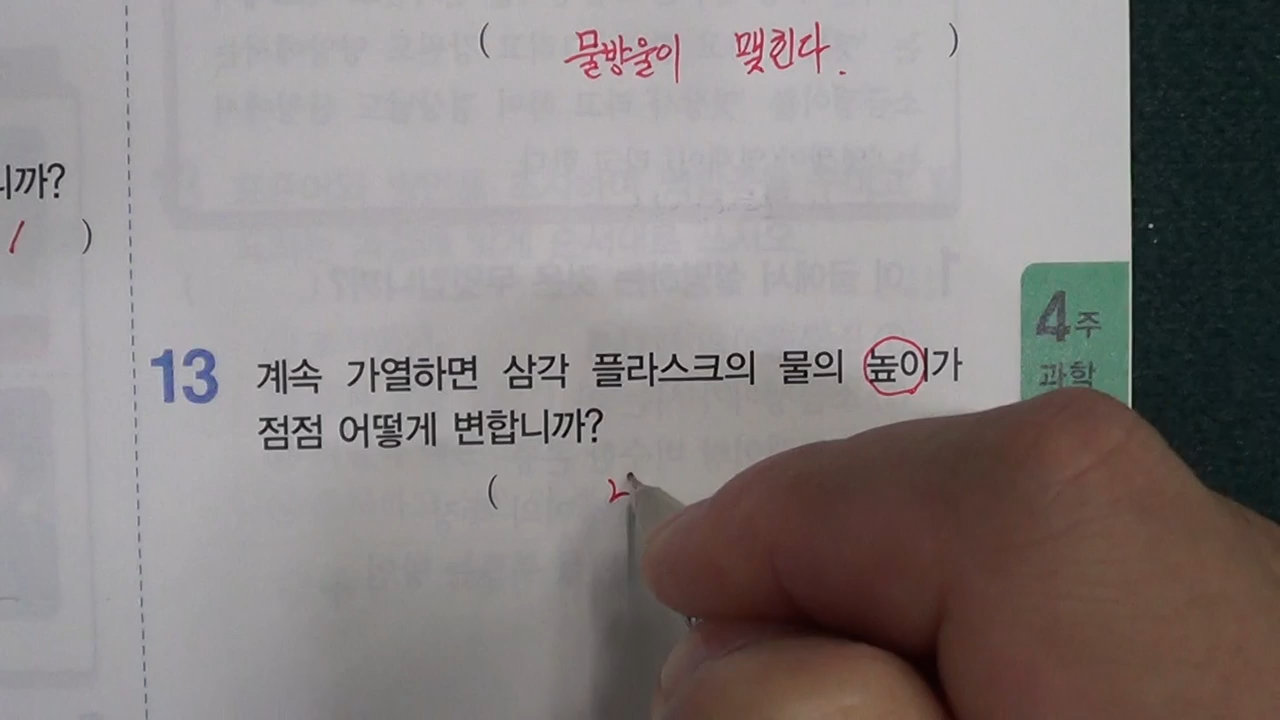 ( 물방울이 맺힌다. )
니까?
/ )
13 계속 가열하면 삼각 플라스크의 물의 높이가
점점 어떻게 변합니까?
(
4주
과학